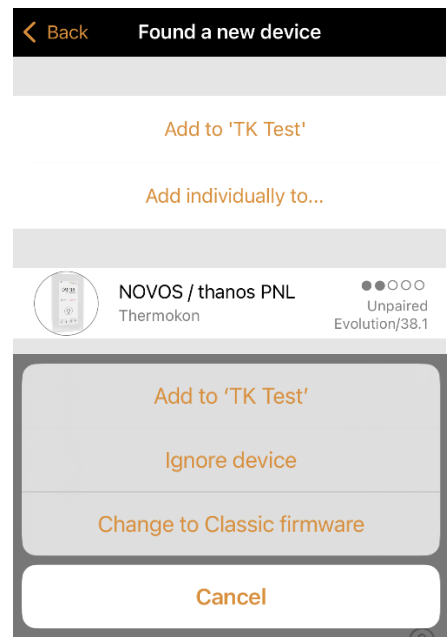 Back
Found a new device
Add to 'TK Test'
Add individually to...
NOVOS / thanos PNL
Thermokon
Unpaired
Evolution/38.1
Add to ‘TK Test’
Ignore device
Change to Classic firmware
Cancel